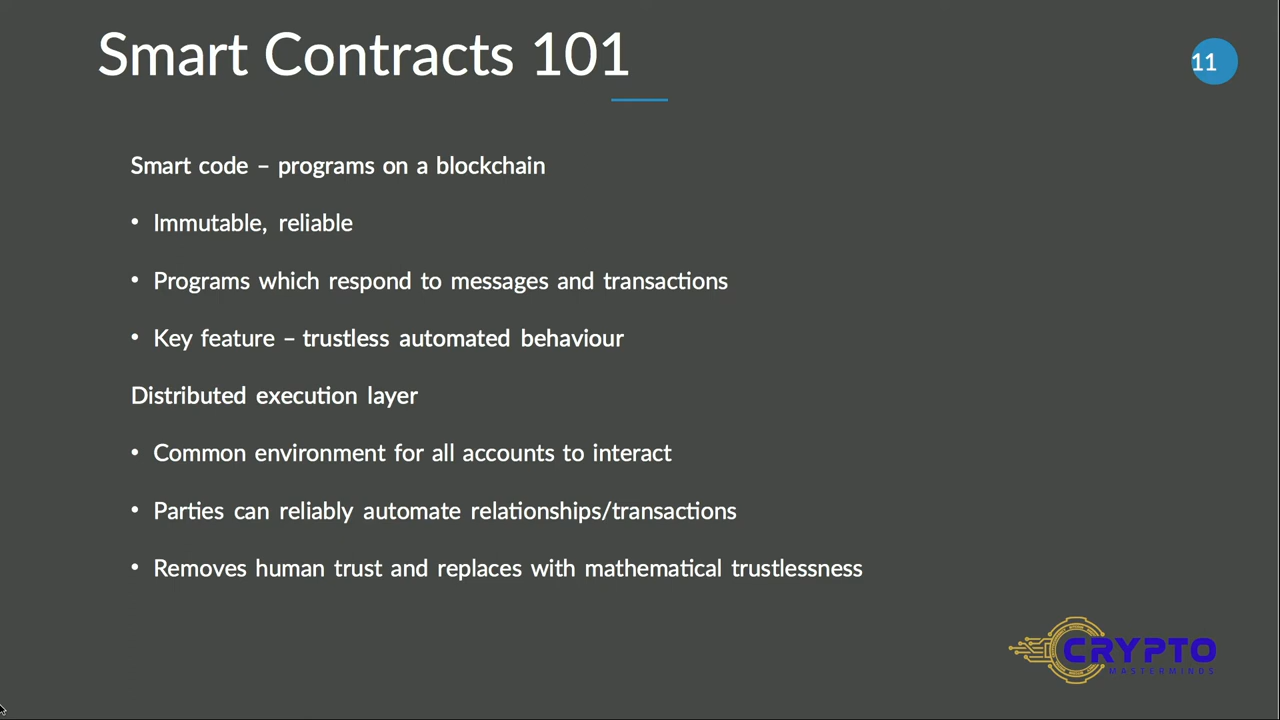 Smart Contracts 101
11
Smart code – programs on a blockchain
• Immutable, reliable
• Programs which respond to messages and transactions
• Key feature – trustless automated behaviour
Distributed execution layer
• Common environment for all accounts to interact
• Parties can reliably automate relationships/transactions
• Removes human trust and replaces with mathematical trustlessness
CRYPTO
MASTERMINDS